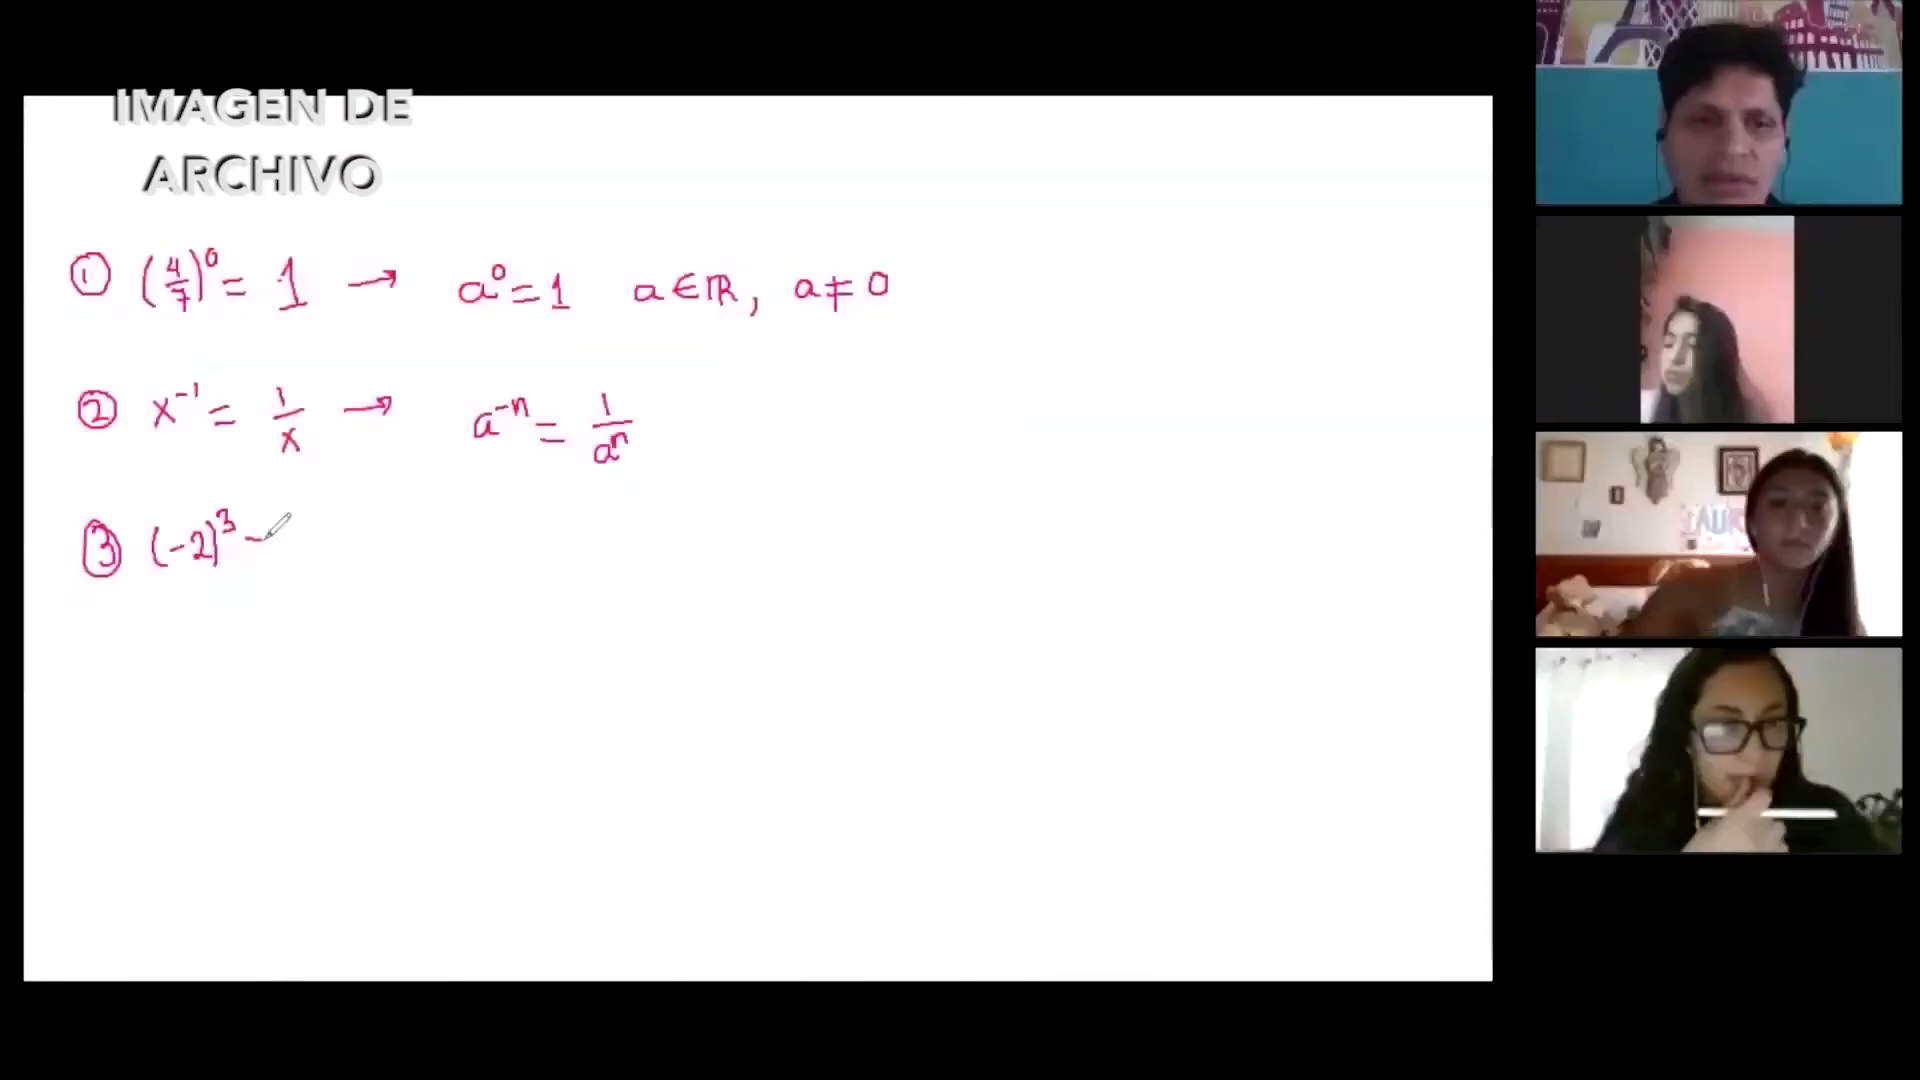 IMAGEN DE
ARCHIVO
① (4/7)⁰ = 1 → a⁰ = 1 a ∈ ℝ, a ≠ 0
② x⁻¹ = 1/x → a⁻ⁿ = 1/aⁿ
③ (-2)³ -
AUR